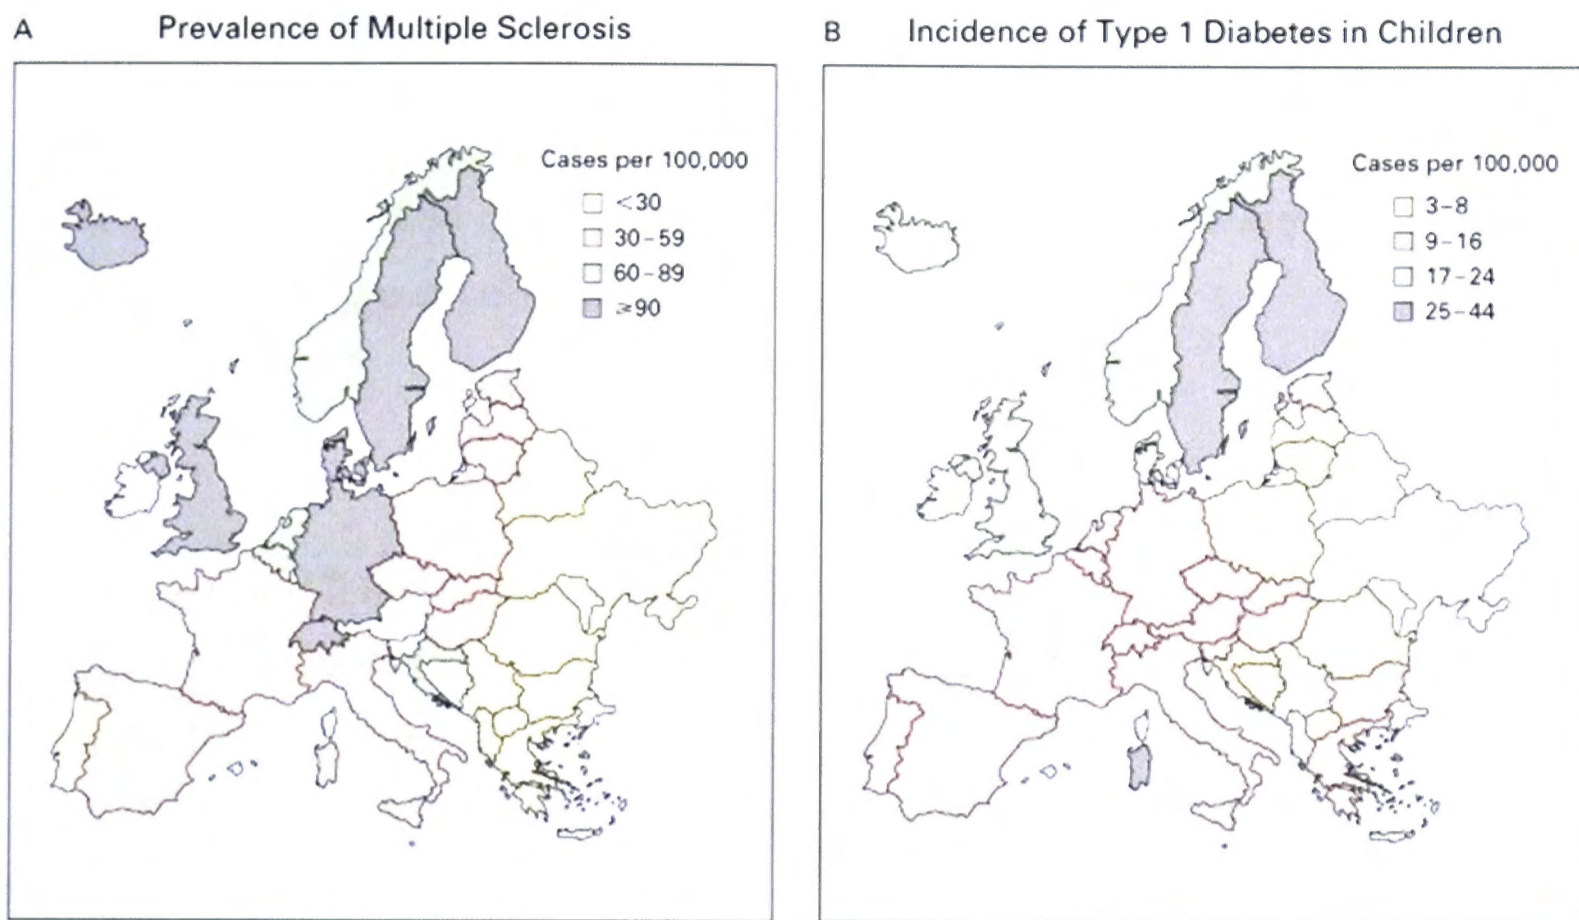 A Prevalence of Multiple Sclerosis
Cases per 100,000
<30
30–59
60–89
≥90
B Incidence of Type 1 Diabetes in Children
Cases per 100,000
3–8
9–16
17–24
25–44